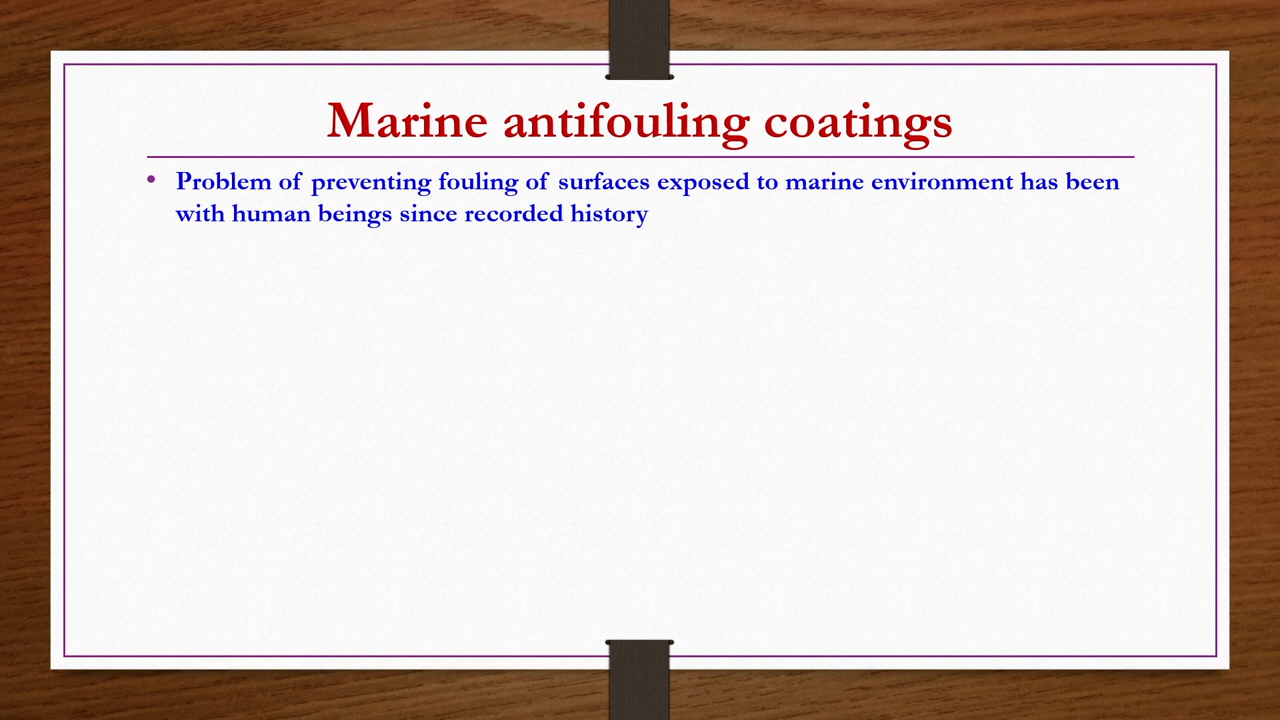 Marine antifouling coatings
• Problem of preventing fouling of surfaces exposed to marine environment has been
with human beings since recorded history